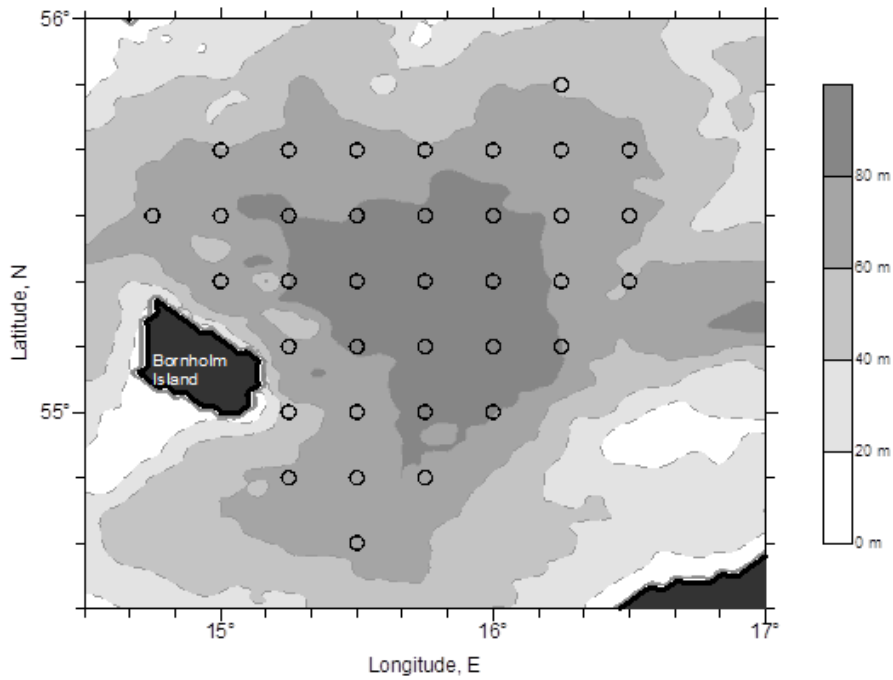 56°
80 m
60 m
Latitude, N
Bornholm
Island
40 m
55°
20 m
0 m
15°
16°
17°
Longitude, E